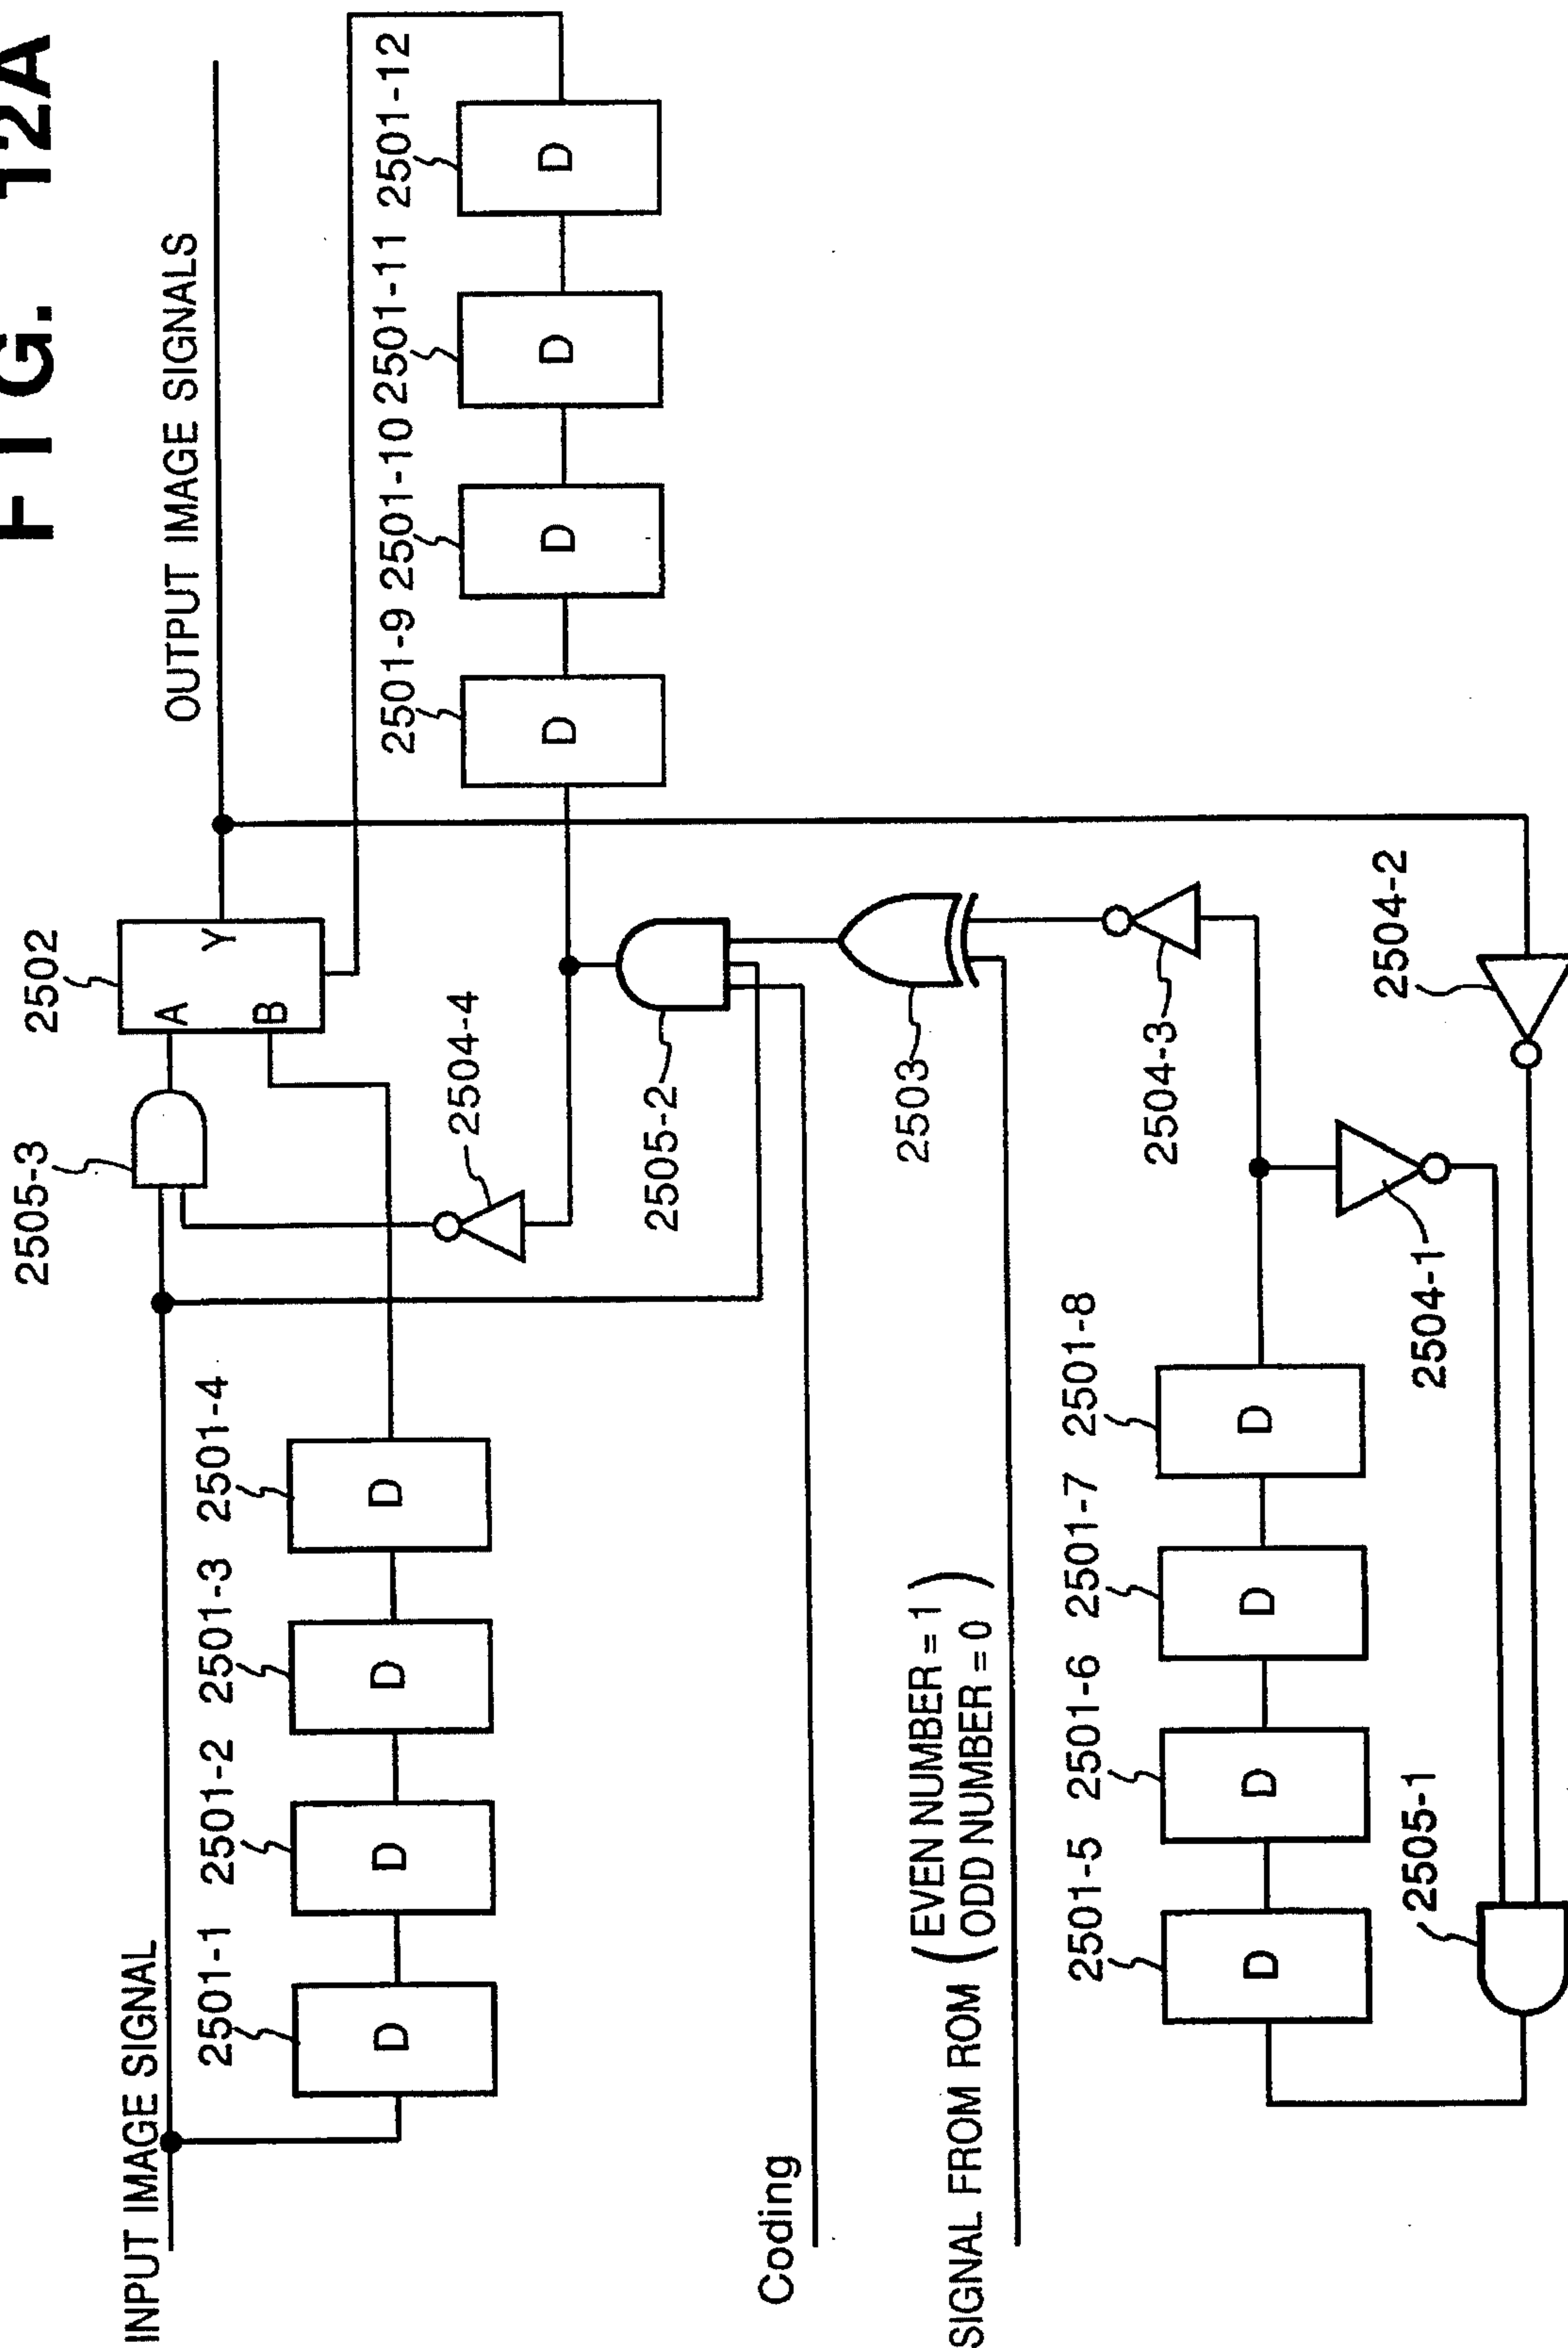 FIG. 12A
OUTPUT IMAGE SIGNALS
2502
A
Y
B
2505-3
INPUT IMAGE SIGNAL
2501-1
2501-2
2501-3
2501-4
D
D
D
D
2504-4
2501-9
2501-10
2501-11
2501-12
D
D
D
D
2505-2
Coding
2503
SIGNAL FROM ROM
(EVEN NUMBER = 1
ODD NUMBER = 0)
2504-3
2504-2
2501-5
2501-6
2501-7
2501-8
D
D
D
D
2504-1
2505-1